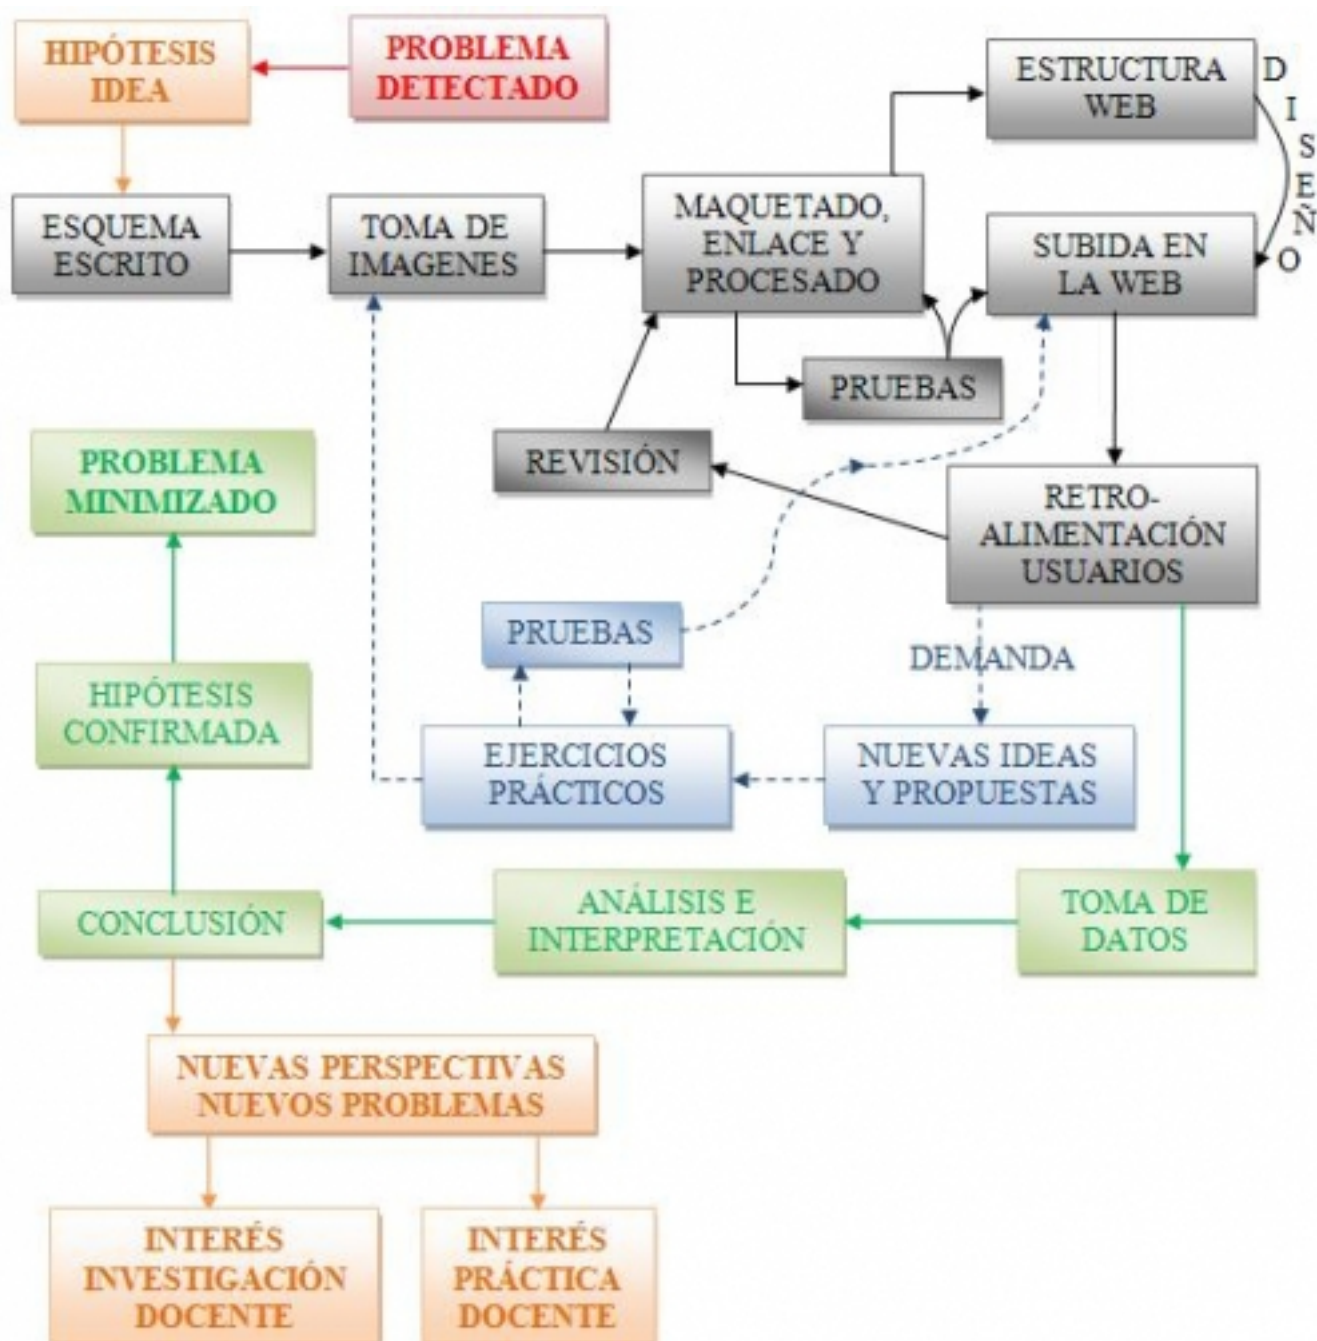 HIPÓTESIS
IDEA
PROBLEMA
DETECTADO
ESTRUCTURA
WEB
DISEÑO
ESQUEMA
ESCRITO
TOMA DE
IMAGENES
MAQUETADO,
ENLACE Y
PROCESADO
SUBIDA EN
LA WEB
PRUEBAS
REVISIÓN
PROBLEMA
MINIMIZADO
RETRO-
ALIMENTACIÓN
USUARIOS
PRUEBAS
DEMANDA
HIPÓTESIS
CONFIRMADA
EJERCICIOS
PRÁCTICOS
NUEVAS IDEAS
Y PROPUESTAS
CONCLUSIÓN
ANÁLISIS E
INTERPRETACIÓN
TOMA DE
DATOS
NUEVAS PERSPECTIVAS
NUEVOS PROBLEMAS
INTERÉS
INVESTIGACIÓN
DOCENTE
INTERÉS
PRÁCTICA
DOCENTE